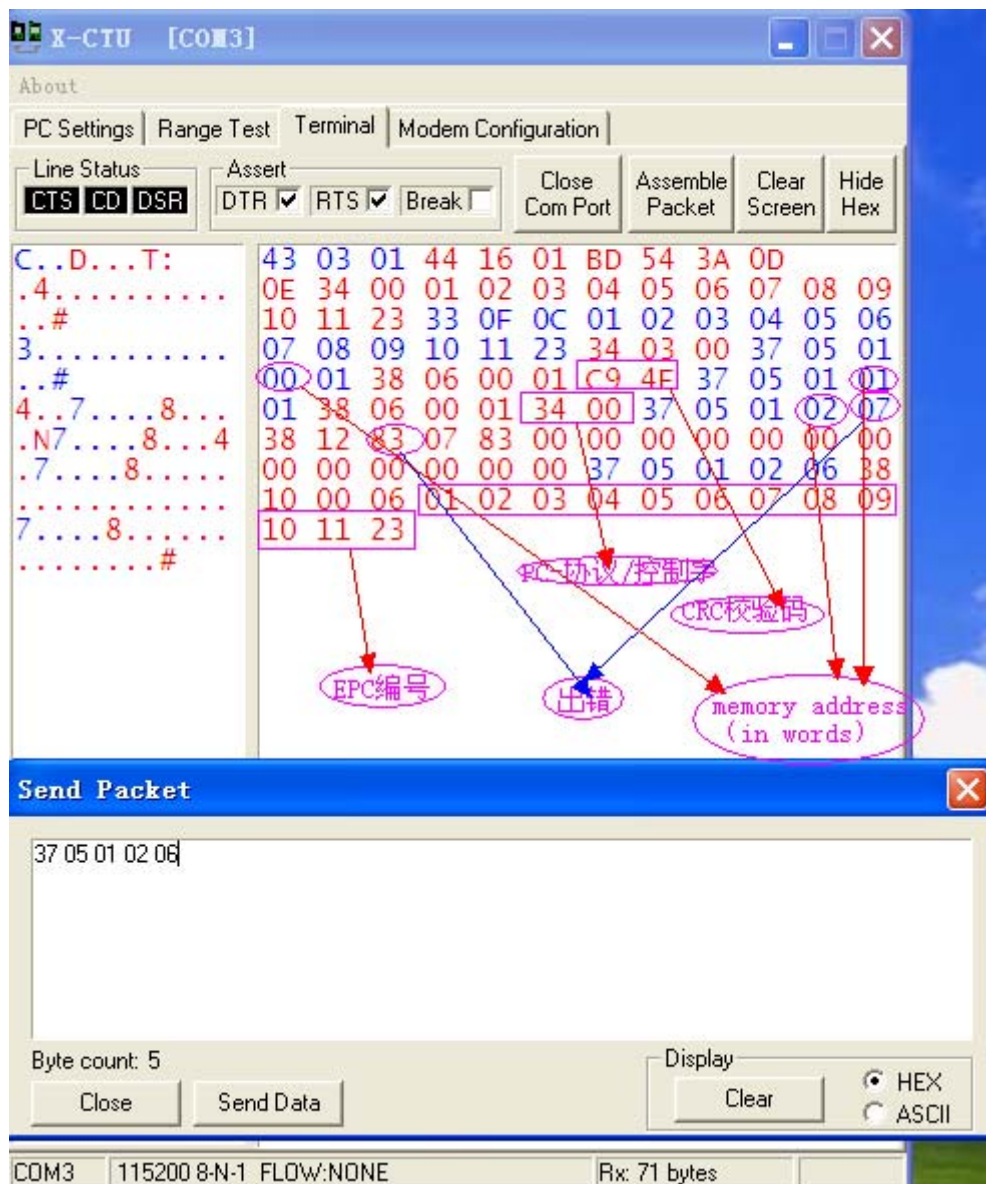 X-CTU [COM3]
About
PC Settings
Range Test
Terminal
Modem Configuration
Line Status
Assert
CTS CD DSR
DTR
RTS
Break
Close Com Port
Assemble Packet
Clear Screen
Hide Hex
C..D...T:
.4..........
..#
3............
..#
4..7....8...
.N7....8...4
.7....8.....
............
7....8......
........#
43 03 01 44 16 01 BD 54 3A 0D
0E 34 00 01 02 03 04 05 06 07 08 09
10 11 23 33 0F 0C 01 02 03 04 05 06
07 08 09 10 11 23 34 03 00 37 05 01
00 01 38 06 00 01 C9 4E 37 05 01 01
01 38 06 00 01 34 00 37 05 01 02 07
38 12 83 07 83 00 00 00 00 00 00 00
00 00 00 00 00 00 37 05 01 02 06 38
10 00 06 01 02 03 04 05 06 07 08 09
10 11 23
PC-协议/控制字
CRC校验码
EPC编号
出错
memory address
(in words)
Send Packet
37 05 01 02 06
Byte count: 5
Close
Send Data
Display
Clear
HEX
ASCII
COM3
115200 8-N-1 FLOW:NONE
Rx: 71 bytes